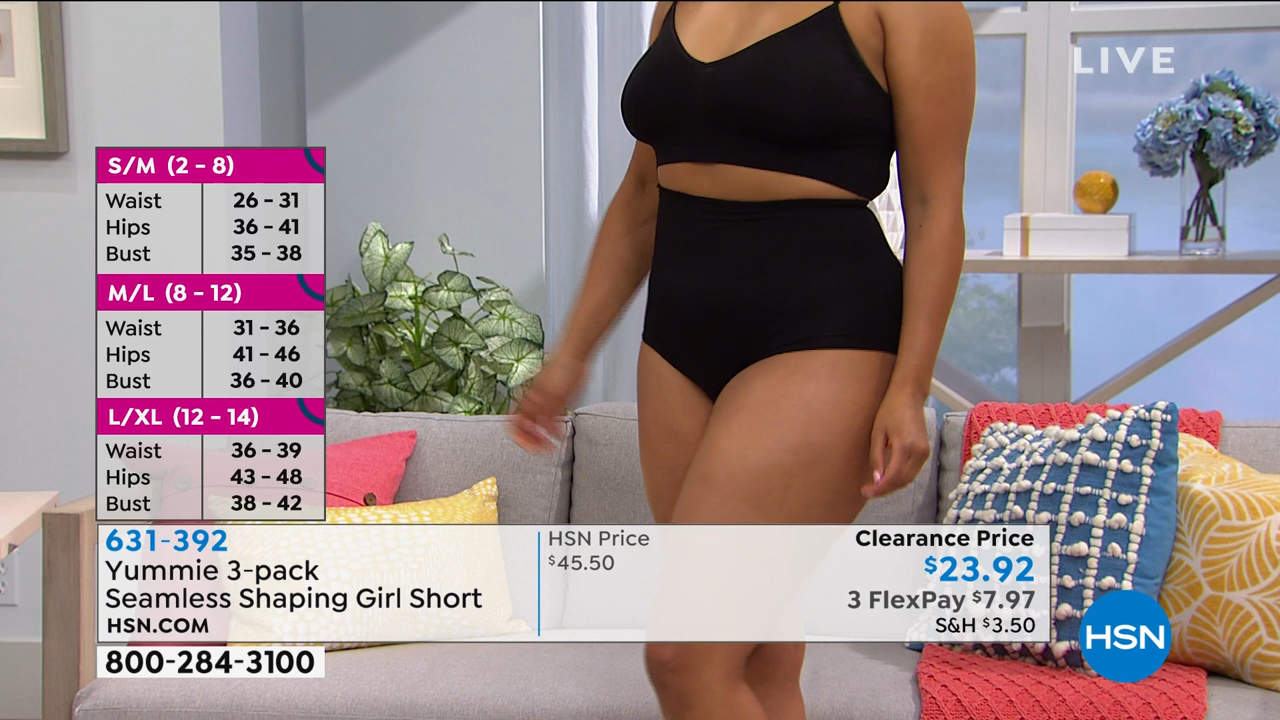 LIVE
S/M (2 - 8)
Waist 26 - 31
Hips 36 - 41
Bust 35 - 38
M/L (8 - 12)
Waist 31 - 36
Hips 41 - 46
Bust 36 - 40
L/XL (12 - 14)
Waist 36 - 39
Hips 43 - 48
Bust 38 - 42
631-392
Yummie 3-pack
Seamless Shaping Girl Short
HSN.COM
HSN Price
$45.50
Clearance Price
$23.92
3 FlexPay $7.97
S&H $3.50
HSN
800-284-3100